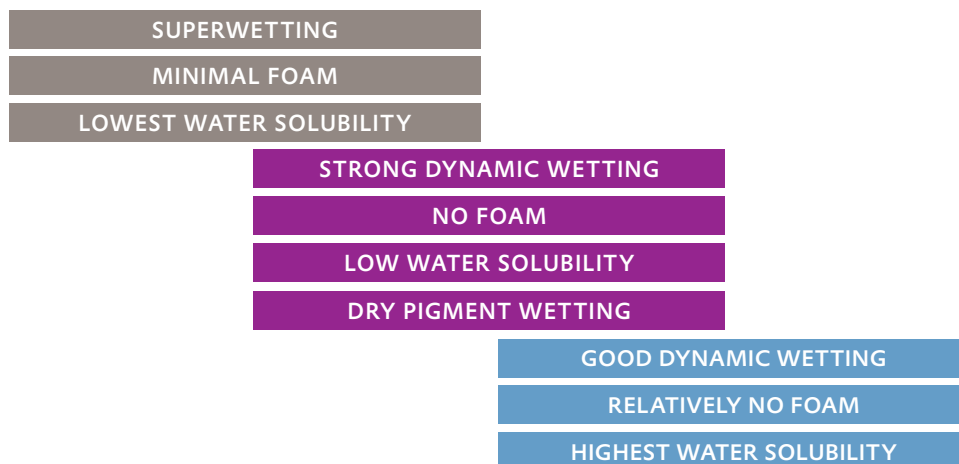 SUPERWETTING
MINIMAL FOAM
LOWEST WATER SOLUBILITY
STRONG DYNAMIC WETTING
NO FOAM
LOW WATER SOLUBILITY
DRY PIGMENT WETTING
GOOD DYNAMIC WETTING
RELATIVELY NO FOAM
HIGHEST WATER SOLUBILITY